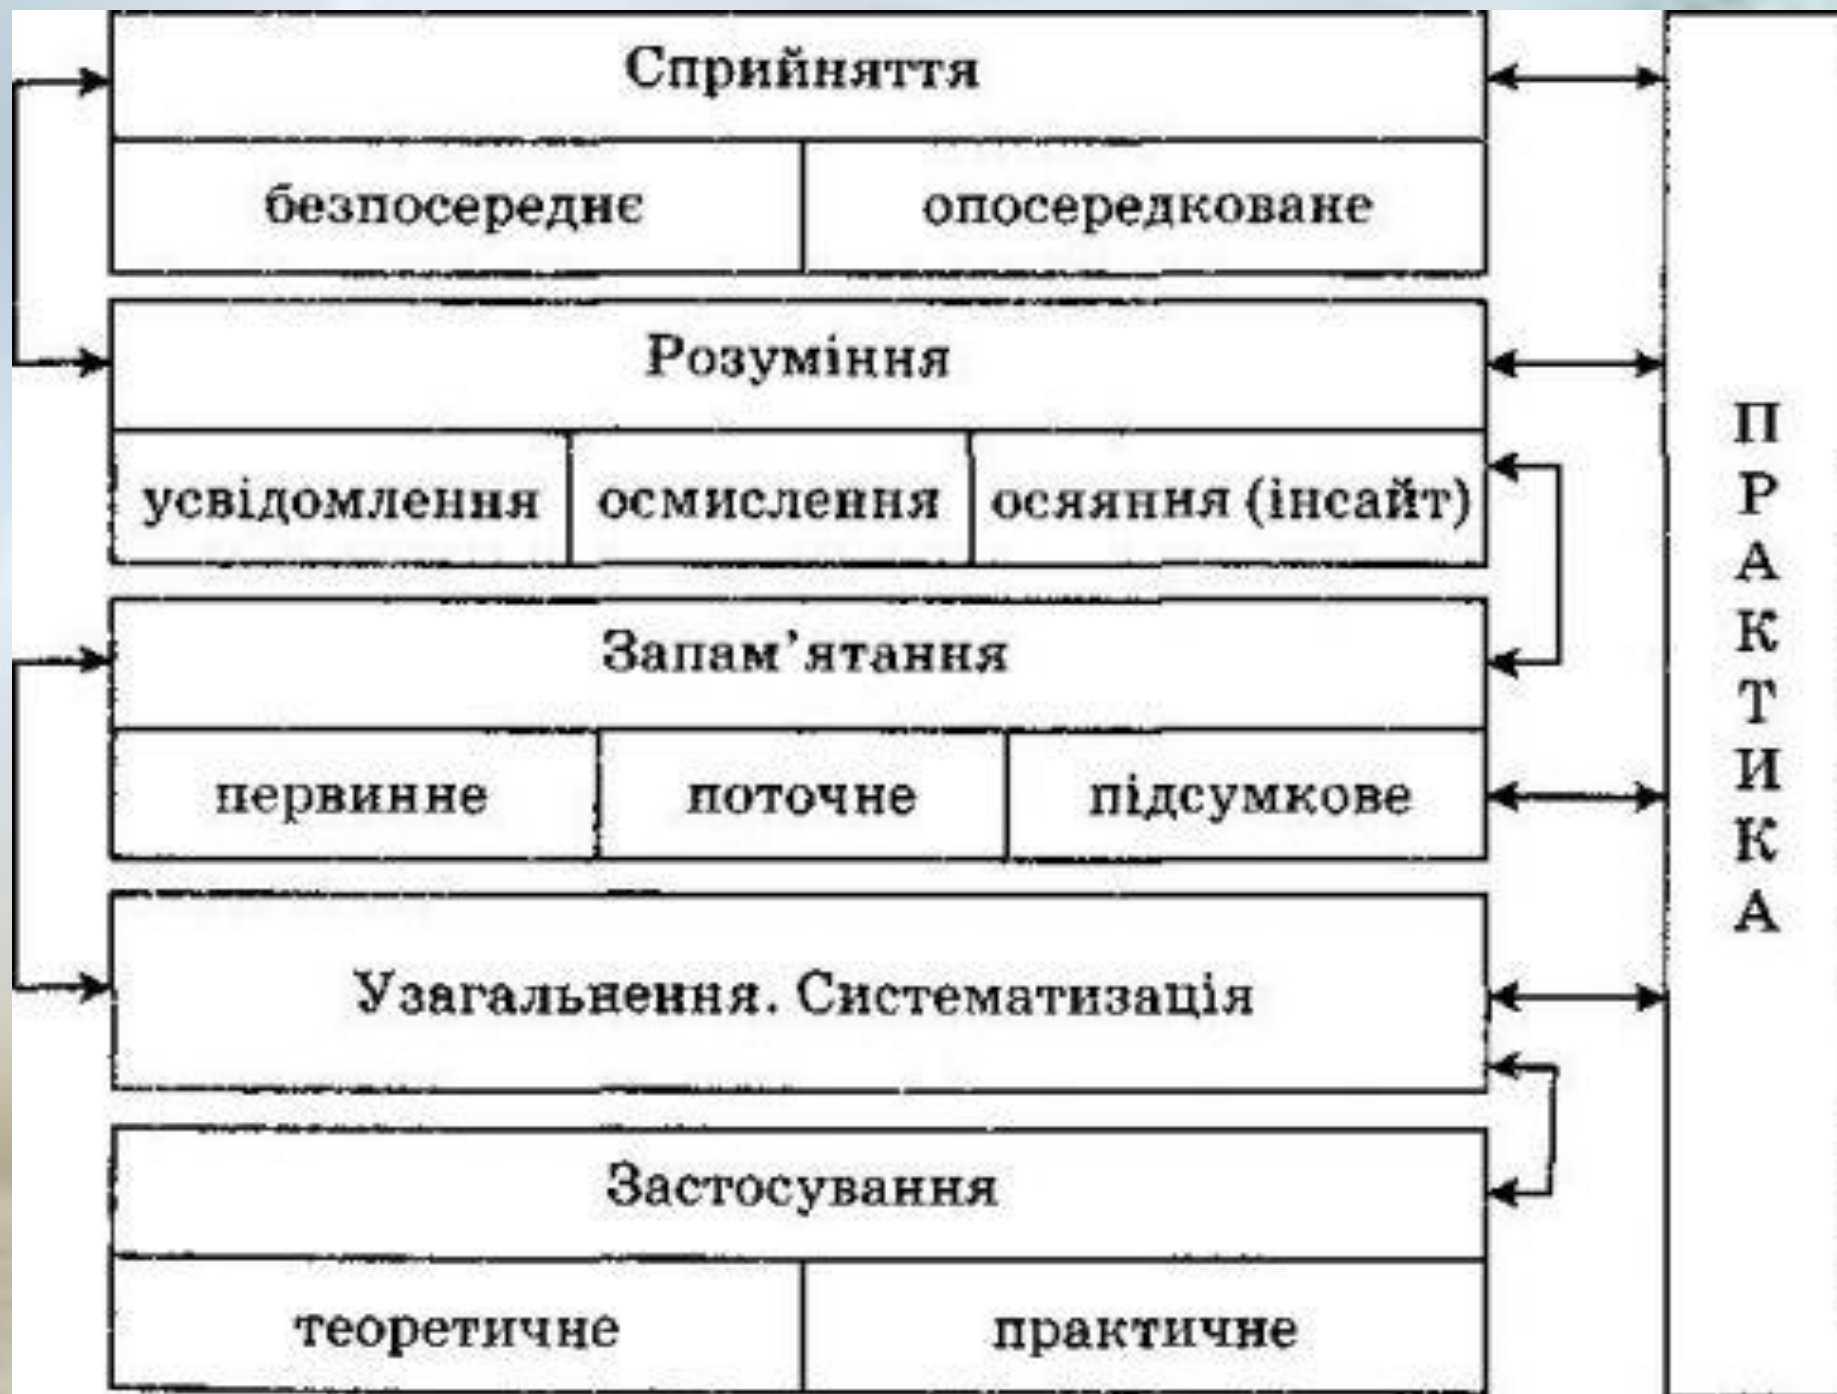 Сприйняття
безпосереднє
опосередковане
Розуміння
усвідомлення
осмислення
осяяння (інсайт)
Запам’ятання
первинне
поточне
підсумкове
Узагальнення. Систематизація
Застосування
теоретичне
практичне
ПРАКТИКА